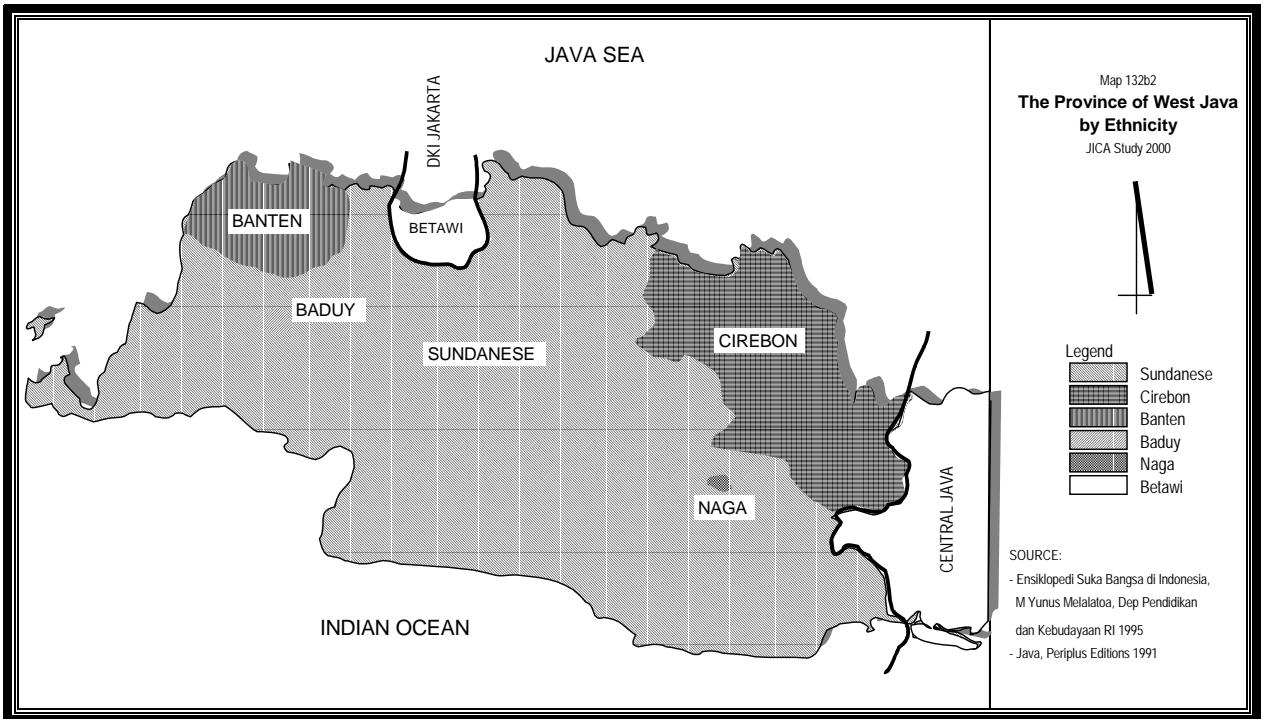 JAVA SEA
DKI JAKARTA
BANTEN
BETAWI
BADUY
SUNDANESE
CIREBON
NAGA
CENTRAL JAVA
INDIAN OCEAN
Map 132b2
The Province of West Java
by Ethnicity
JICA Study 2000
Legend
Sundanese
Cirebon
Banten
Baduy
Naga
Betawi
SOURCE:
- Ensiklopedi Suka Bangsa di Indonesia,
M Yunus Melalatoa, Dep Pendidikan
dan Kebudayaan RI 1995
- Java, Periplus Editions 1991